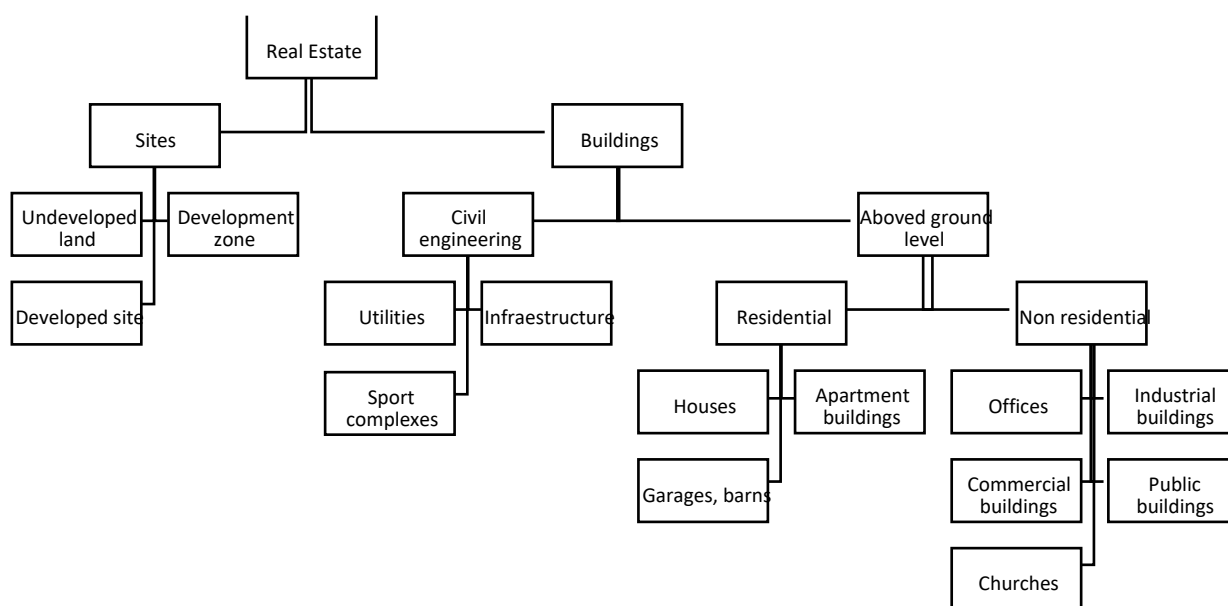 Real Estate
Sites
Buildings
Undeveloped
land
Development
zone
Developed site
Civil
engineering
Aboved ground
level
Utilities
Infraestructure
Sport
complexes
Residential
Non residential
Houses
Apartment
buildings
Garages, barns
Offices
Industrial
buildings
Commercial
buildings
Public
buildings
Churches